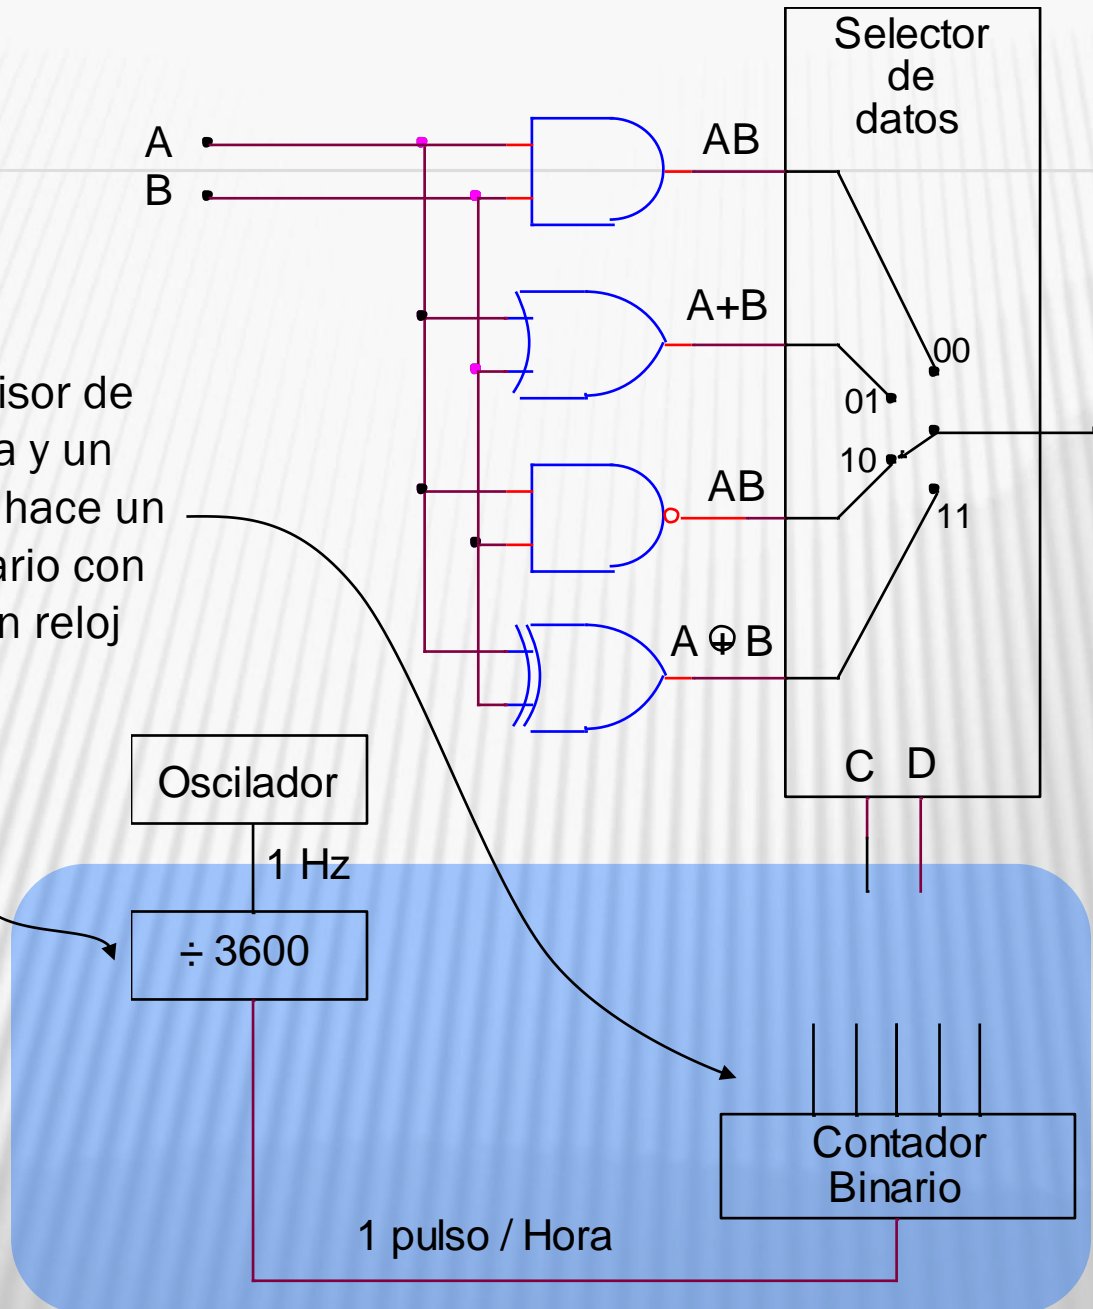 Selector
de
datos
A
B
AB
A+B
00
01
isor de
a y un
10
AB
hace un
11
ario con
n reloj
A ⊕ B
Oscilador
C D
1 Hz
÷ 3600
Contador
Binario
1 pulso / Hora